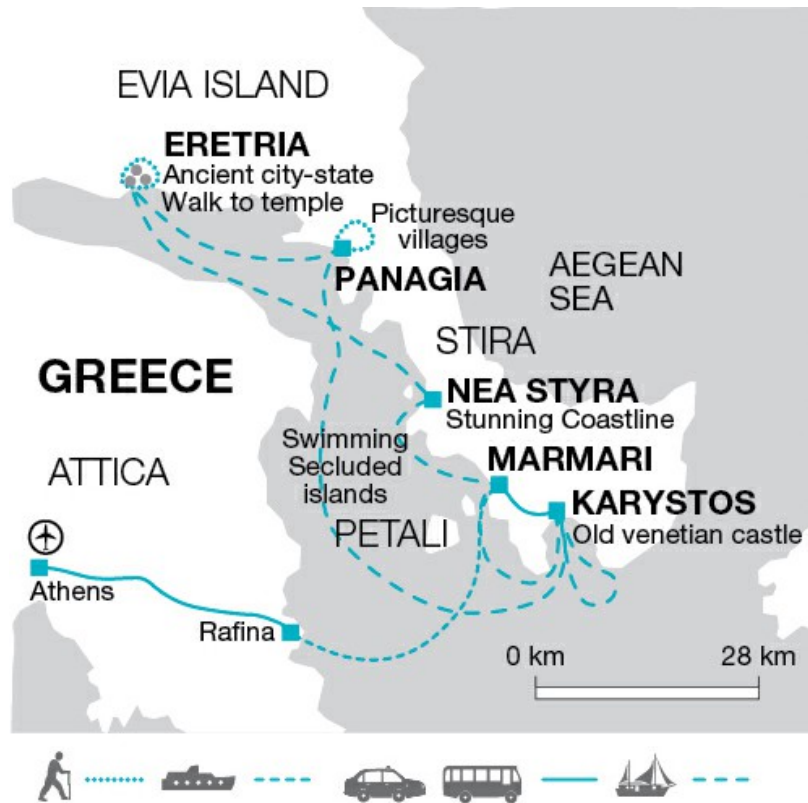 EVIA ISLAND
ERETRIA
Ancient city-state
Walk to temple
Picturesque
villages
PANAGIA
AEGEAN
SEA
STIRA
GREECE
NEA STYRA
Stunning Coastline
Swimming
Secluded
islands
MARMARI
ATTICA
KARYSTOS
Old venetian castle
PETALI
Athens
Rafina
0 km
28 km